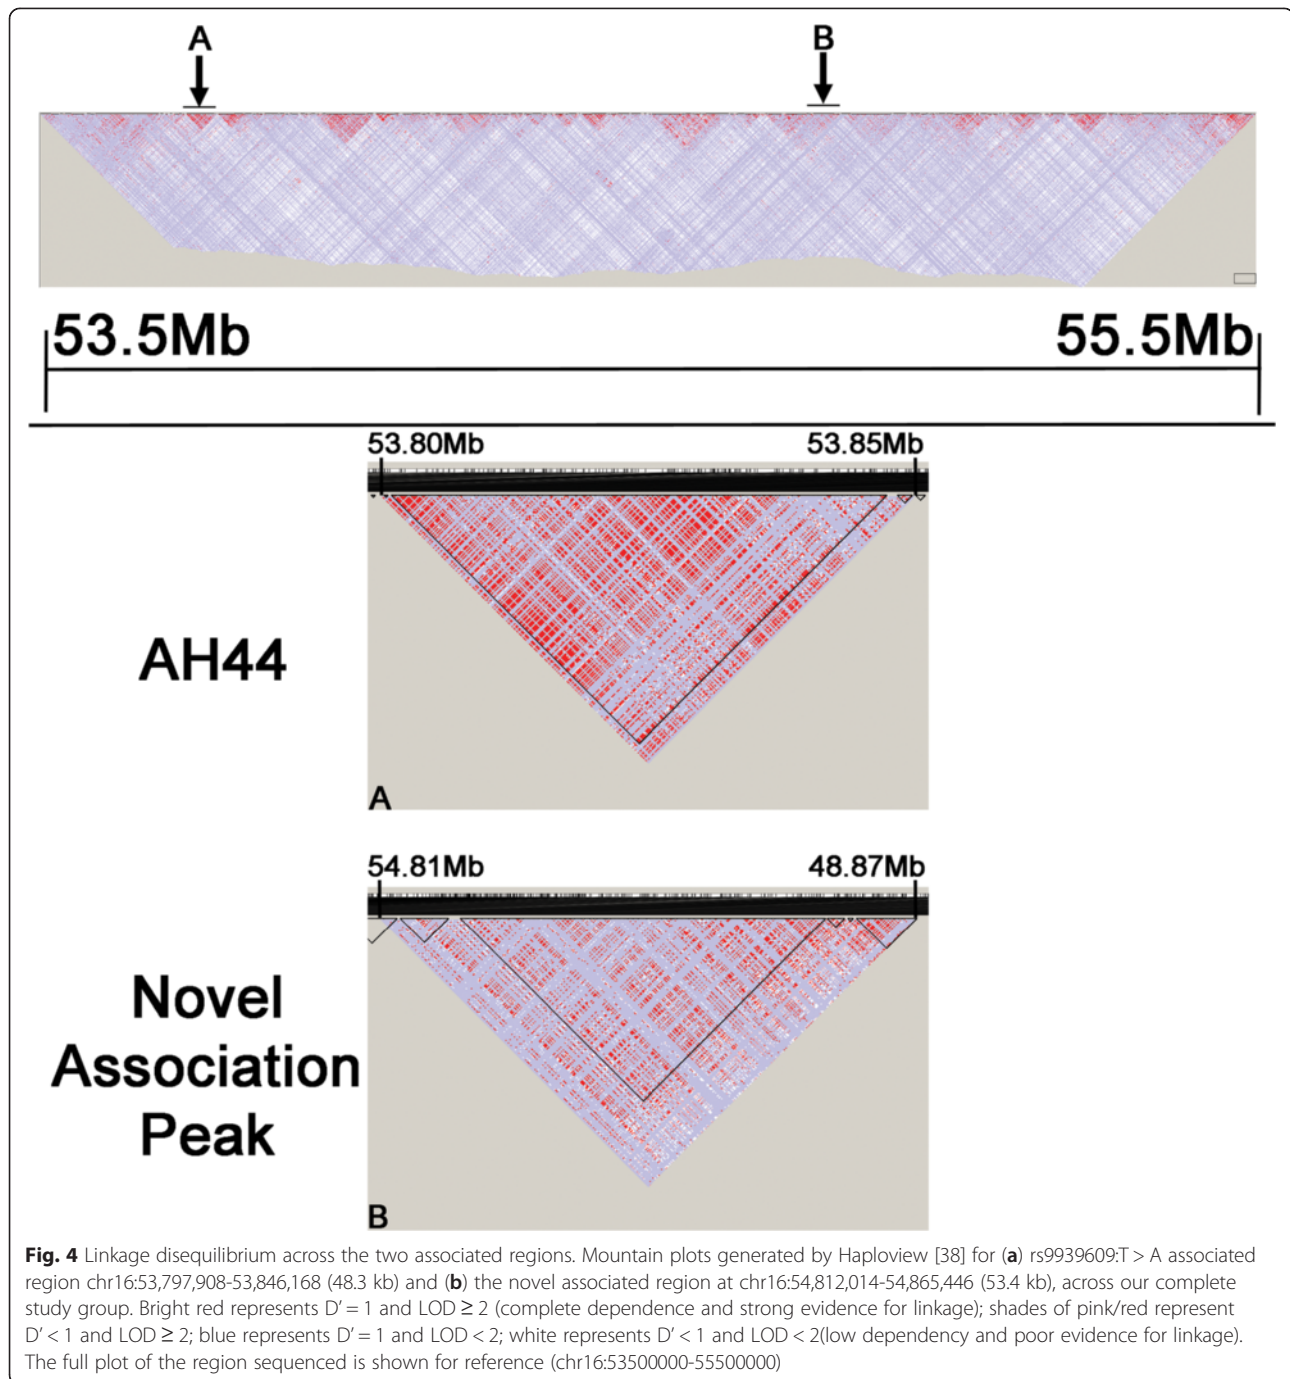 A
B
53.5Mb
55.5Mb
53.80Mb
53.85Mb
AH44
A
54.81Mb
48.87Mb
Novel
Association
Peak
B
Fig. 4 Linkage disequilibrium across the two associated regions. Mountain plots generated by Haploview [38] for (a) rs9939609:T > A associated
region chr16:53,797,908-53,846,168 (48.3 kb) and (b) the novel associated region at chr16:54,812,014-54,865,446 (53.4 kb), across our complete
study group. Bright red represents D′ = 1 and LOD ≥ 2 (complete dependence and strong evidence for linkage); shades of pink/red represent
D′ < 1 and LOD ≥ 2; blue represents D′ = 1 and LOD < 2; white represents D′ < 1 and LOD < 2(low dependency and poor evidence for linkage).
The full plot of the region sequenced is shown for reference (chr16:53500000-55500000)